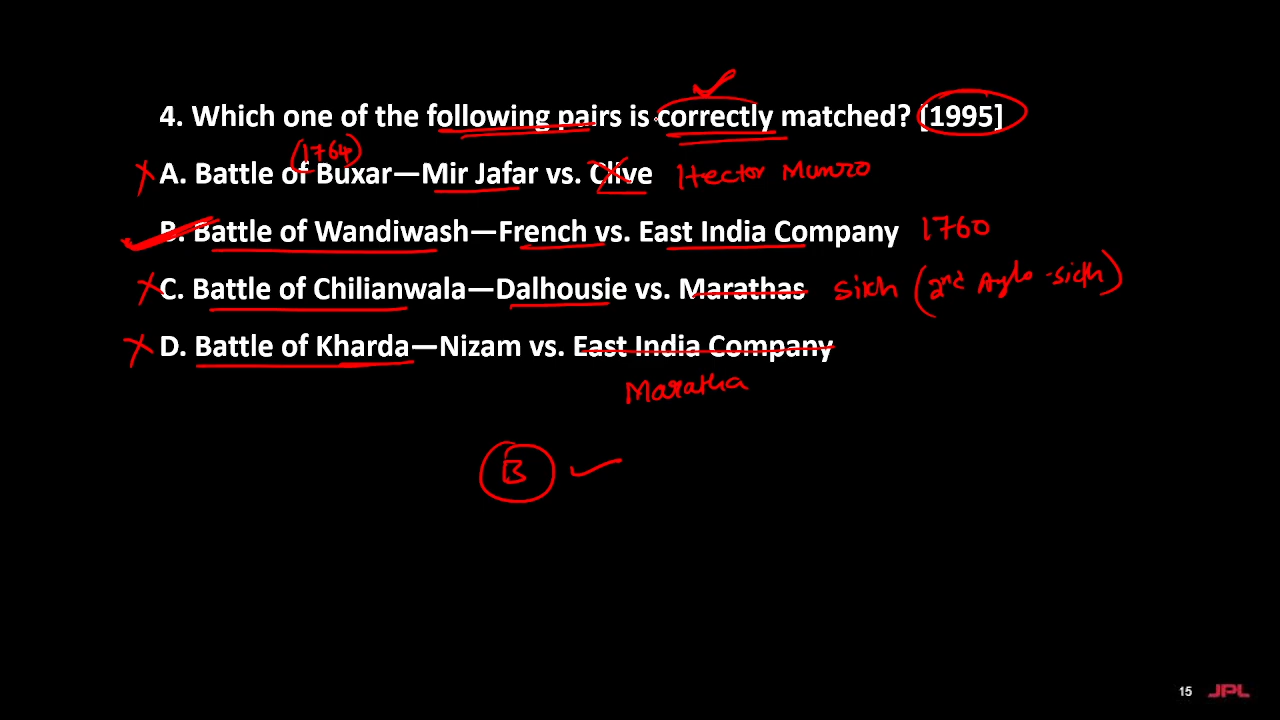 4. Which one of the following pairs is correctly matched? [1995]
(1764)
A. Battle of Buxar—Mir Jafar vs. Clive Hector Munro
B. Battle of Wandiwash—French vs. East India Company 1760
C. Battle of Chilianwala—Dalhousie vs. Marathas Sikh (2nd Anglo-Sikh)
D. Battle of Kharda—Nizam vs. East India Company
Maratha
B
15 JPL